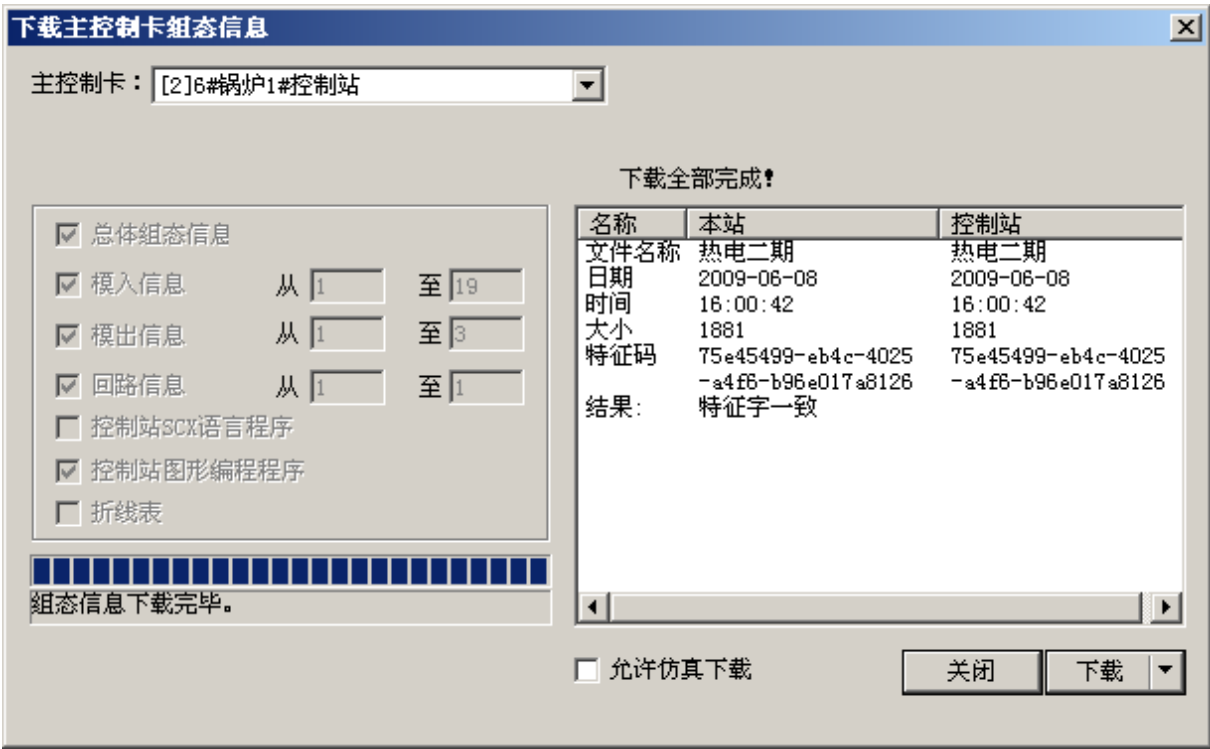 下载主控制卡组态信息
主控制卡： [2]6#锅炉1#控制站
下载全部完成!
总体组态信息
模入信息 从 1 至 19
模出信息 从 1 至 3
回路信息 从 1 至 1
控制站SCX语言程序
控制站图形编程程序
折线表
组态信息下载完毕。
名称 本站 控制站
文件名称 热电二期 热电二期
日期 2009-06-08 2009-06-08
时间 16:00:42 16:00:42
大小 1881 1881
特征码 75e45499-eb4c-4025 75e45499-eb4c-4025
-a4f6-b96e017a8126 -a4f6-b96e017a8126
结果: 特征字一致
允许仿真下载 关闭 下载